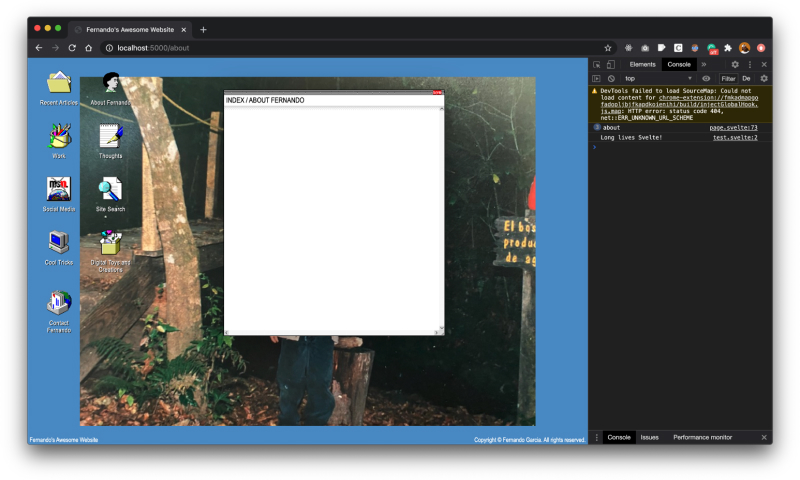 Fernando's Awesome Website
localhost:5000/about
Elements
Console
top
Filter
De
DevTools failed to load SourceMap: Could not
load content for chrome-extension://fmkadmapgo
fadopljbjfkapdkoienihi/build/injectGlobalHook.
js.map: HTTP error: status code 404,
net::ERR_UNKNOWN_URL_SCHEME
2 about page.svelte:73
Long lives Svelte! test.svelte:2
Recent Articles
About Fernando
Work
Thoughts
Social Media
Site Search
Cool Tricks
Digital Toyisland
Creations
Contact
Fernando
INDEX / ABOUT FERNANDO
El bos
produc
de ag
Fernando's Awesome Website
Copyright © Fernando Garcia. All rights reserved.
Console
Issues
Performance monitor